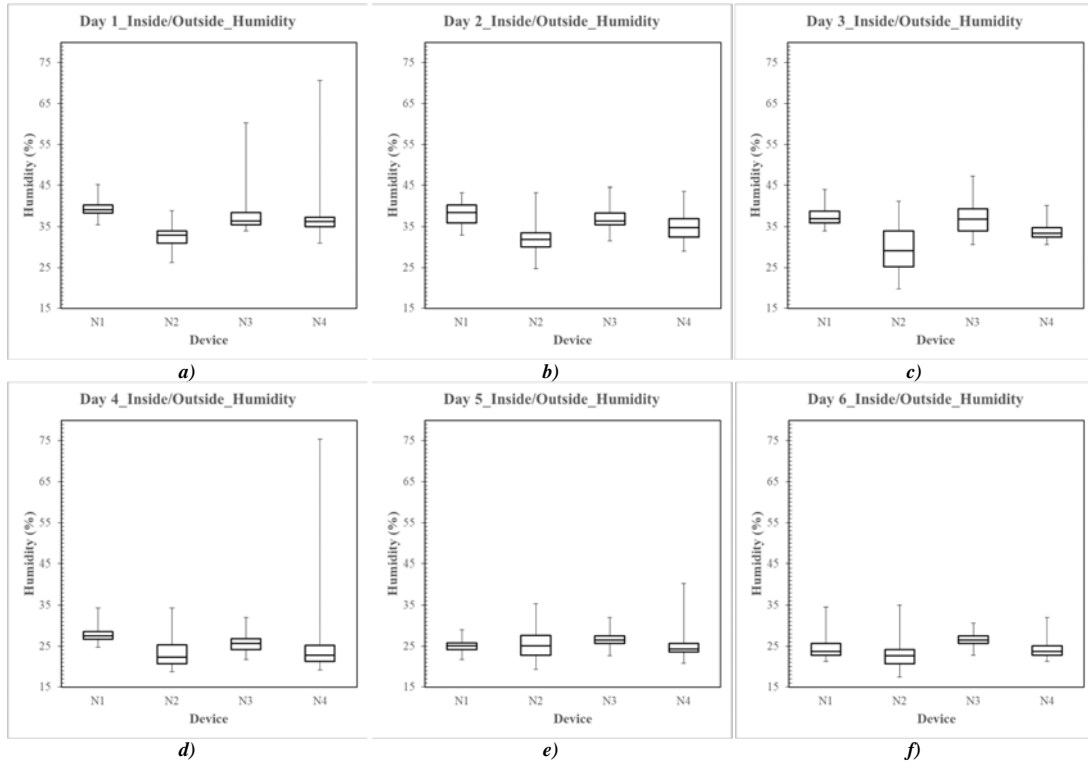 Day 1_Inside/Outside_Humidity
75
65
55
45
35
25
15
Humidity (%)
N1 N2 N3 N4
Device
a)
Day 2_Inside/Outside_Humidity
75
65
55
45
35
25
15
Humidity (%)
N1 N2 N3 N4
Device
b)
Day 3_Inside/Outside_Humidity
75
65
55
45
35
25
15
Humidity (%)
N1 N2 N3 N4
Device
c)
Day 4_Inside/Outside_Humidity
75
65
55
45
35
25
15
Humidity (%)
N1 N2 N3 N4
Device
d)
Day 5_Inside/Outside_Humidity
75
65
55
45
35
25
15
Humidity (%)
N1 N2 N3 N4
Device
e)
Day 6_Inside/Outside_Humidity
75
65
55
45
35
25
15
Humidity (%)
N1 N2 N3 N4
Device
f)